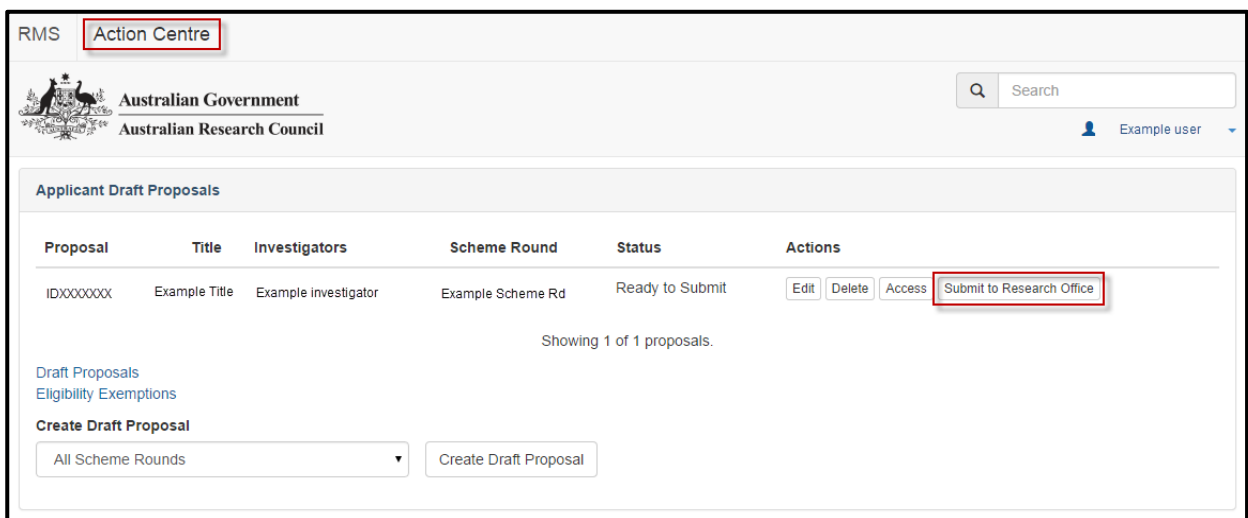 RMS Action Centre
Australian Government
Australian Research Council
Search
Example user
Applicant Draft Proposals
Proposal Title Investigators Scheme Round Status Actions
IDXXXXXXX Example Title Example investigator Example Scheme Rd Ready to Submit Edit Delete Access Submit to Research Office
Showing 1 of 1 proposals.
Draft Proposals
Eligibility Exemptions
Create Draft Proposal
All Scheme Rounds Create Draft Proposal